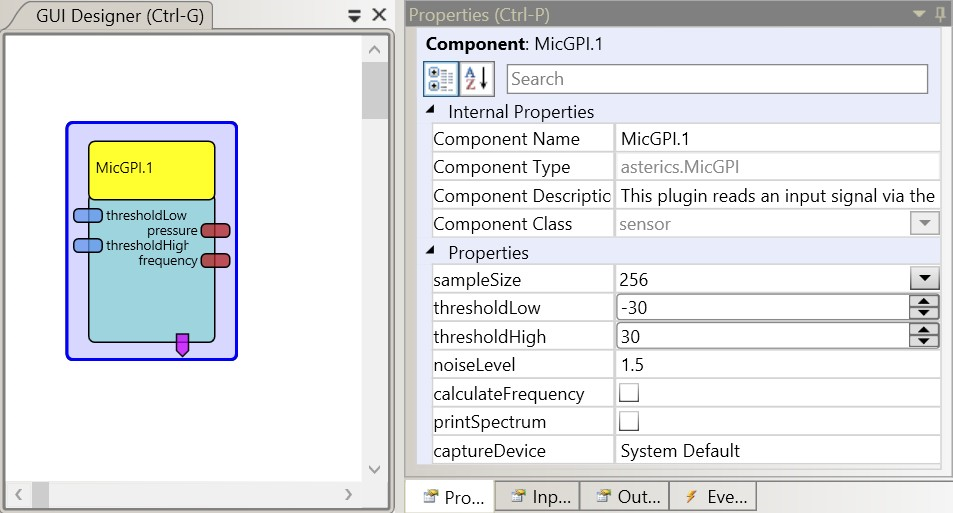 GUI Designer (Ctrl-G)
MicGPI.1
thresholdLow
pressure
thresholdHigh
frequency
Properties (Ctrl-P)
Component: MicGPI.1
Search
Internal Properties
Component Name MicGPI.1
Component Type asterics.MicGPI
Component Descriptic This plugin reads an input signal via the
Component Class sensor
Properties
sampleSize 256
thresholdLow -30
thresholdHigh 30
noiseLevel 1.5
calculateFrequency
printSpectrum
captureDevice System Default
Pro... Inp... Out... Eve...